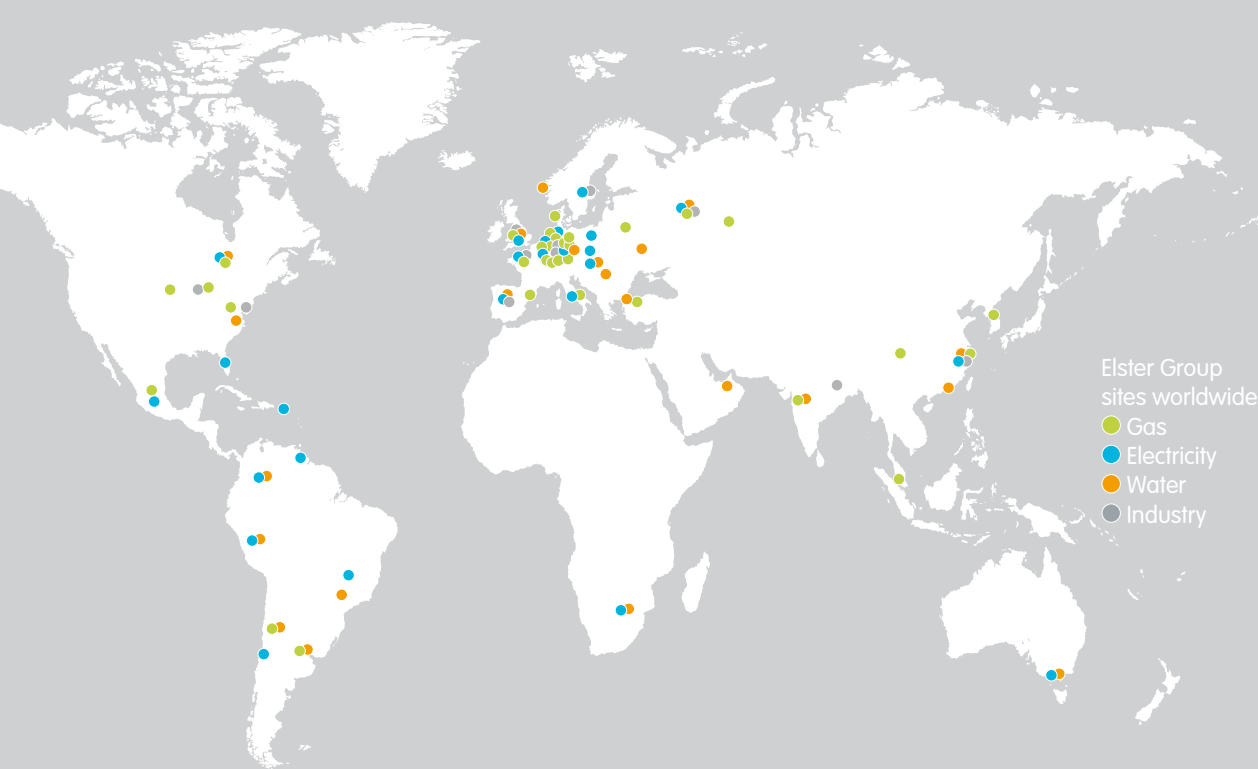 Elster Group
sites worldwide
Gas
Electricity
Water
Industry